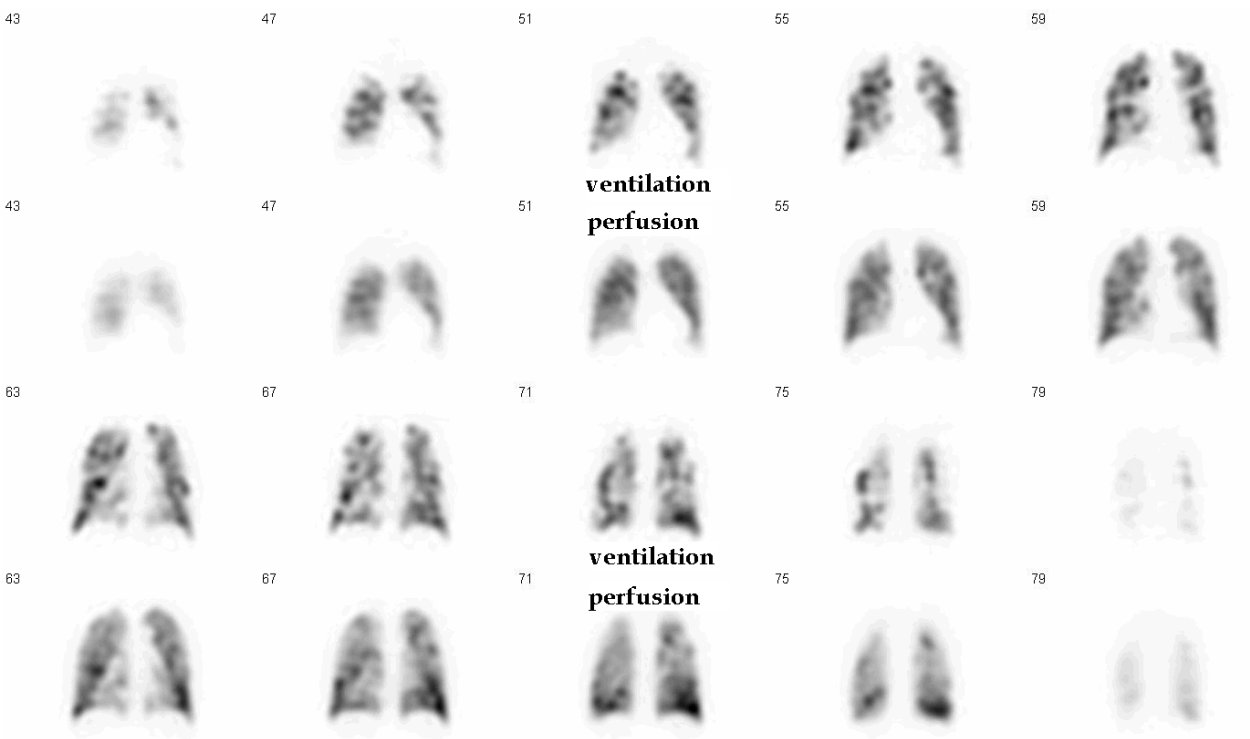 43 47 51 55 59
ventilation
43 47 51 55 59
perfusion
63 67 71 75 79
ventilation
63 67 71 75 79
perfusion